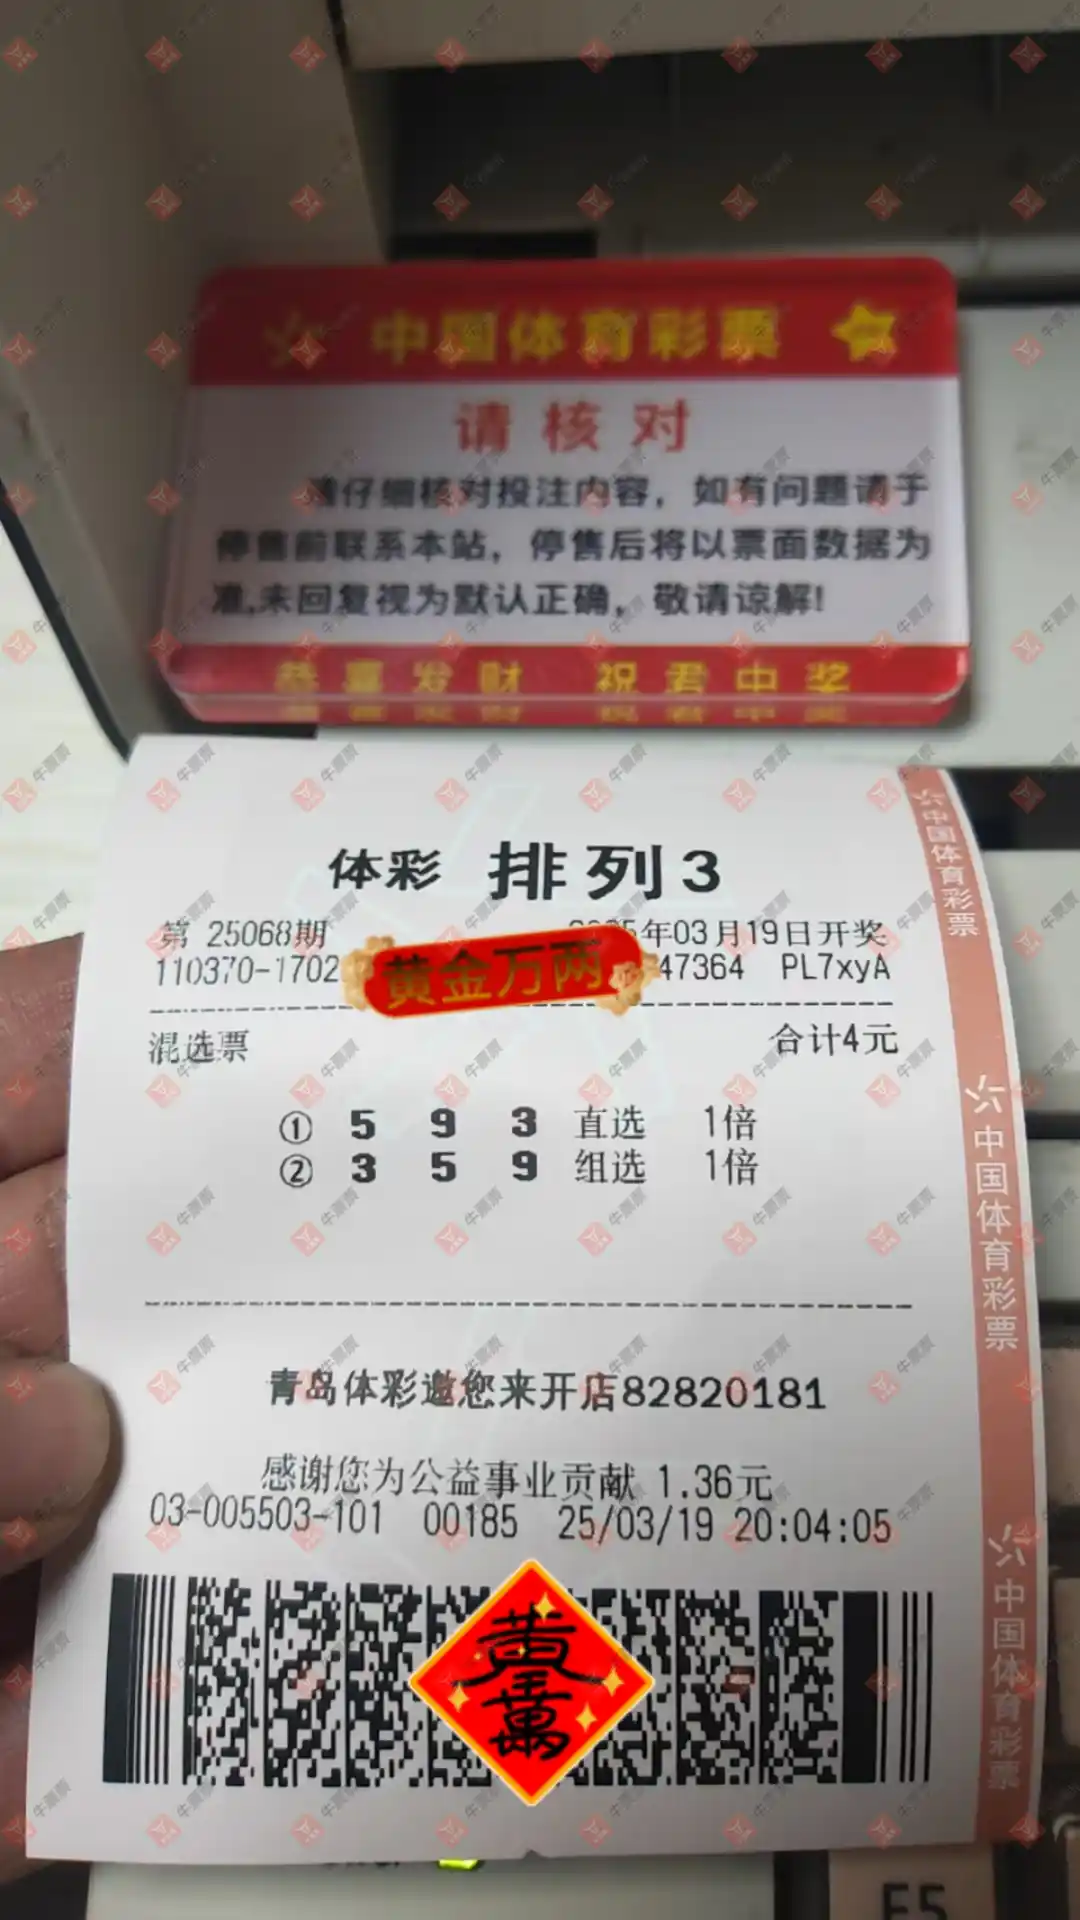 中国体育彩票
请核对
请仔细核对投注内容，如有问题请于
停售前联系本站，停售后将以票面数据为
准,未回复视为默认正确，敬请谅解!
恭喜发财 祝君中奖
体彩 排列3
第 25068期 年03月19日开奖
110370-1702 47364 PL7xyA
黄金万两
混选票 合计4元
① 5 9 3 直选 1倍
② 3 5 9 组选 1倍
青岛体彩邀您来开店82820181
感谢您为公益事业贡献 1.36元
03-005503-101 00185 25/03/19 20:04:05
中国体育彩票
中国体育彩票
中国体育彩票
牛票票
F5